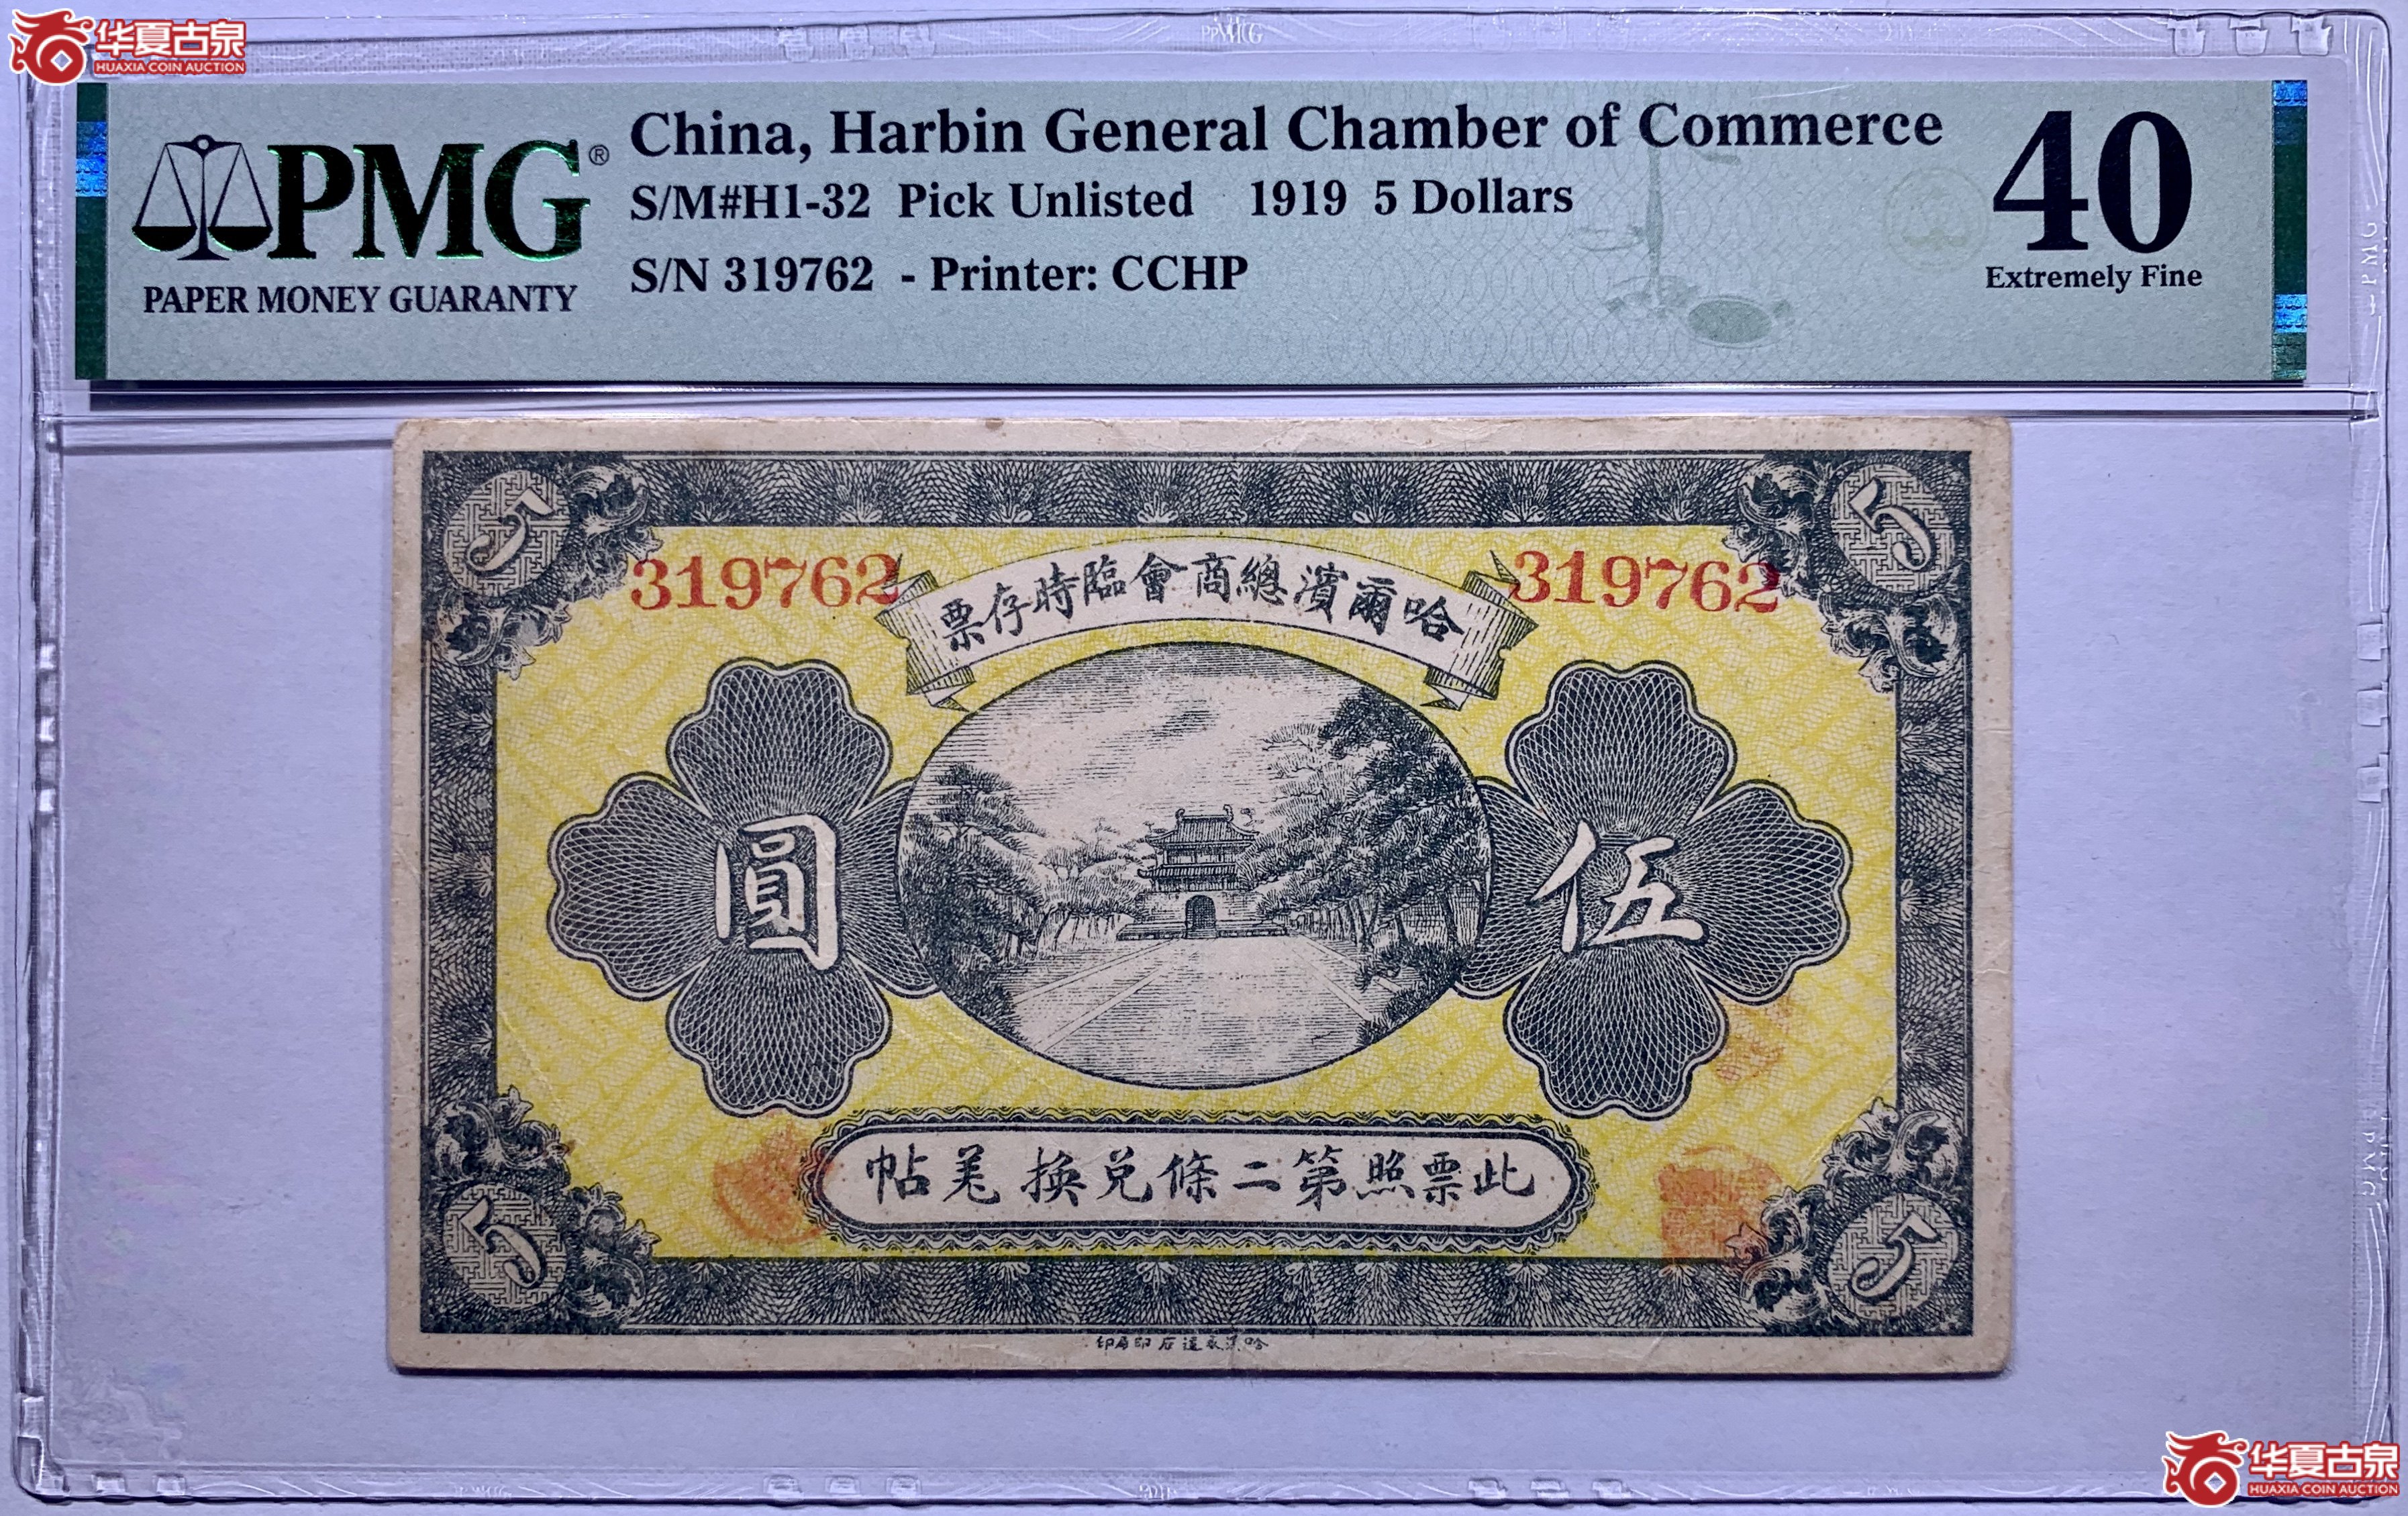 华夏古泉
HUAXIA COIN AUCTION
PMG
PMG®
PAPER MONEY GUARANTY
China, Harbin General Chamber of Commerce
S/M#H1-32 Pick Unlisted 1919 5 Dollars
S/N 319762 - Printer: CCHP
40
Extremely Fine
5
5
319762
319762
哈爾濱總商會臨時存票
伍
圓
此票照第二條兌換羌帖
5
5
华夏古泉
HUAXIA COIN AUCTION